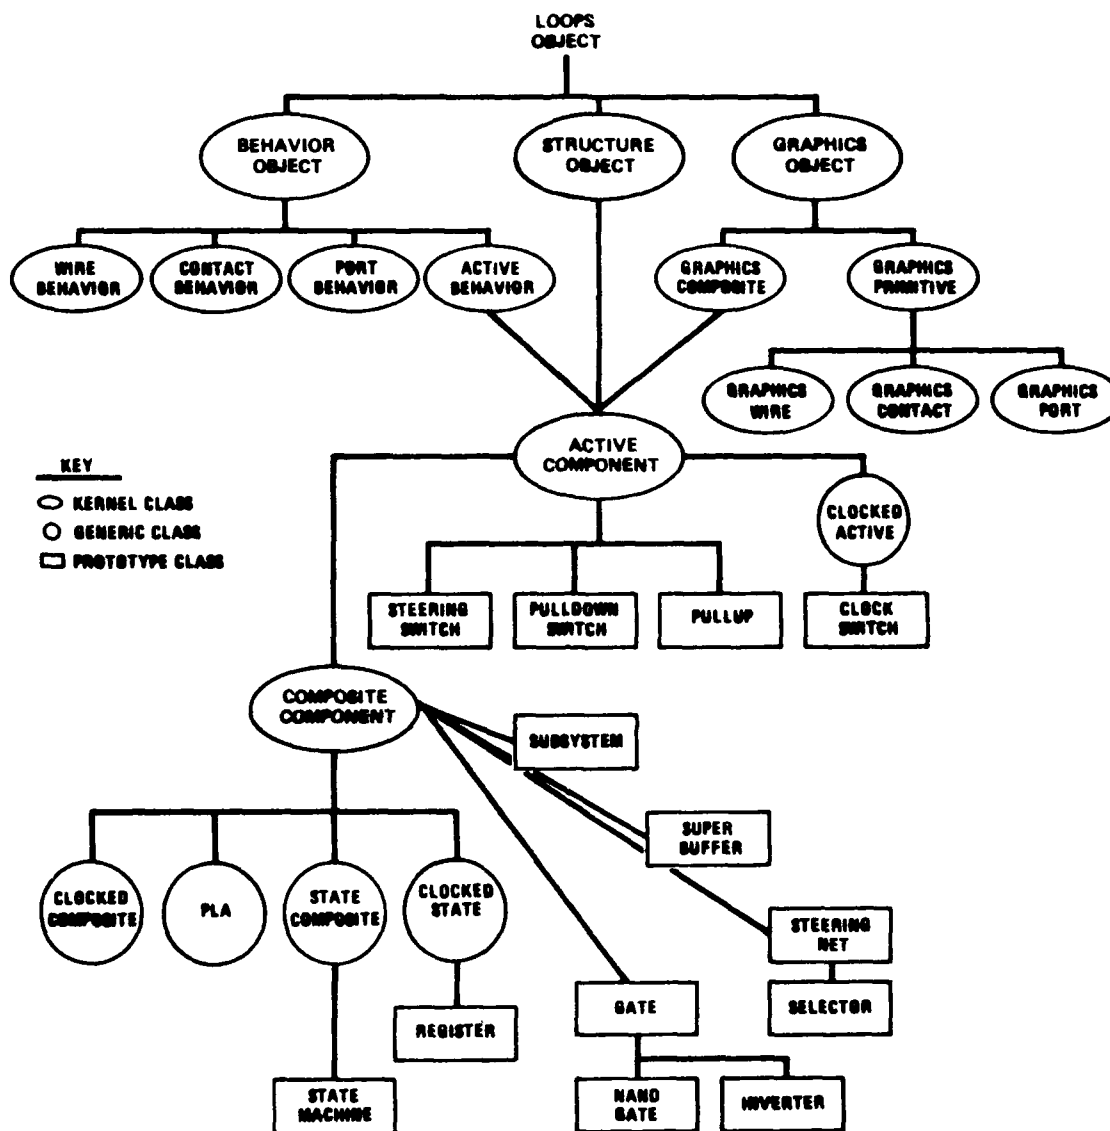 LOOPS
OBJECT
BEHAVIOR
OBJECT
STRUCTURE
OBJECT
GRAPHICS
OBJECT
WIRE
BEHAVIOR
CONTACT
BEHAVIOR
PORT
BEHAVIOR
ACTIVE
BEHAVIOR
GRAPHICS
COMPOSITE
GRAPHICS
PRIMITIVE
GRAPHICS
WIRE
GRAPHICS
CONTACT
GRAPHICS
PORT
ACTIVE
COMPONENT
KEY
KERNEL CLASS
GENERIC CLASS
PROTOTYPE CLASS
CLOCKED
ACTIVE
STEERING
SWITCH
PULLDOWN
SWITCH
PULLUP
CLOCK
SWITCH
COMPOSITE
COMPONENT
SUBSYSTEM
SUPER
BUFFER
CLOCKED
COMPOSITE
PLA
STATE
COMPOSITE
CLOCKED
STATE
STEERING
NET
SELECTOR
REGISTER
GATE
STATE
MACHINE
NAND
GATE
INVERTER